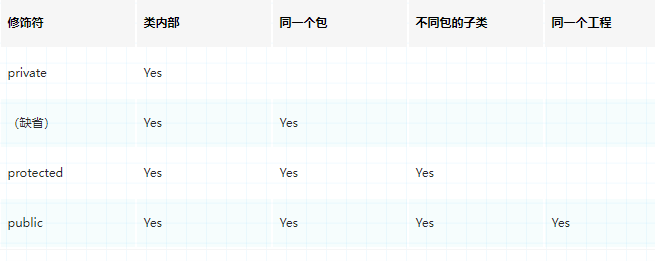 修饰符 类内部 同一个包 不同包的子类 同一个工程
private Yes
（缺省） Yes Yes
protected Yes Yes Yes
public Yes Yes Yes Yes